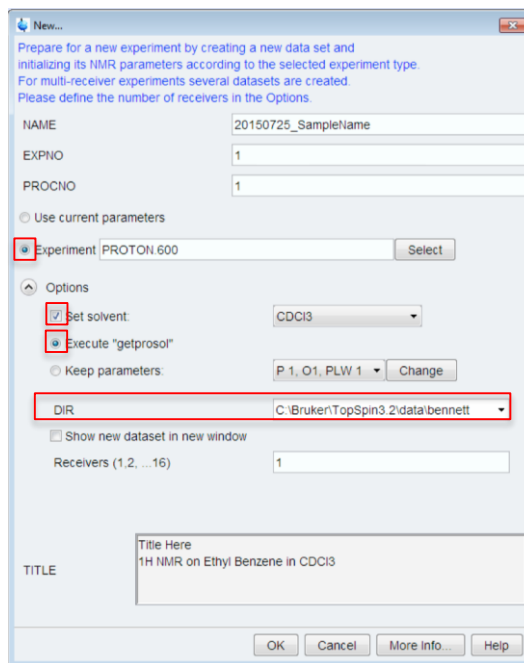 New...
Prepare for a new experiment by creating a new data set and
initializing its NMR parameters according to the selected experiment type.
For multi-receiver experiments several datasets are created.
Please define the number of receivers in the Options.
NAME 20150725_SampleName
EXPNO 1
PROCNO 1
Use current parameters
Experiment PROTON.600 Select
Options
Set solvent: CDCl3
Execute "getprosol"
Keep parameters: P 1, O1, PLW 1 Change
DIR C:\Bruker\TopSpin3.2\data\bennett
Show new dataset in new window
Receivers (1,2, ...16) 1
Title Here
1H NMR on Ethyl Benzene in CDCl3
TITLE
OK Cancel More Info... Help